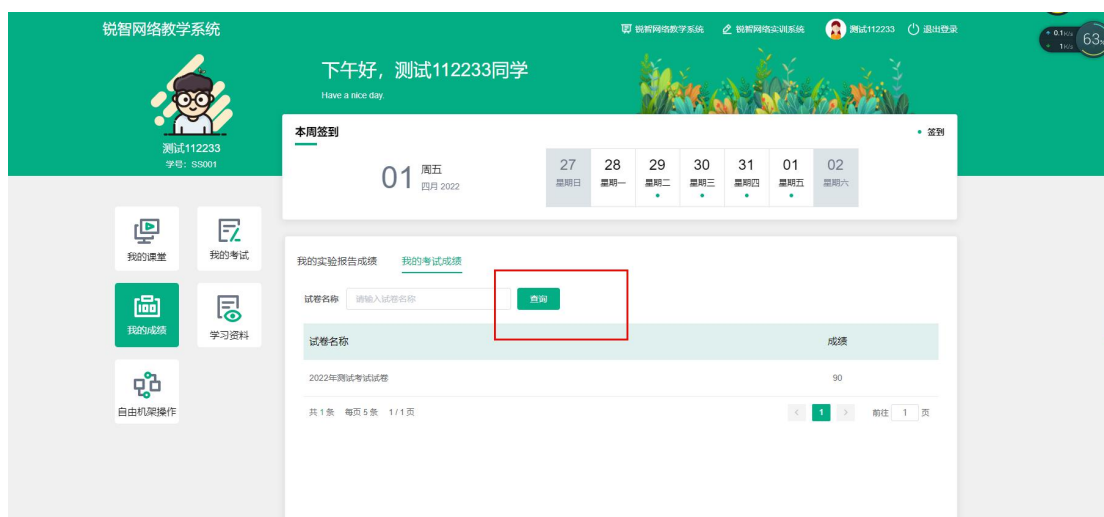 锐智网络教学系统
锐智网络教学系统 锐智网络实训系统 测试112233 退出登录
+ 0.1K/s
1K/s
63%
下午好，测试112233同学
Have a nice day.
测试112233
学号：SS001
本周签到
签到
01 周五
四月 2022
27 28 29 30 31 01 02
星期日 星期一 星期二 星期三 星期四 星期五 星期六
我的课堂 我的考试
我的成绩 学习资料
自由机架操作
我的实验报告成绩 我的考试成绩
试卷名称 请输入试卷名称 查询
试卷名称 成绩
2022年测试考试试卷 90
共1条 每页5条 1/1页 < 1 > 前往 1 页